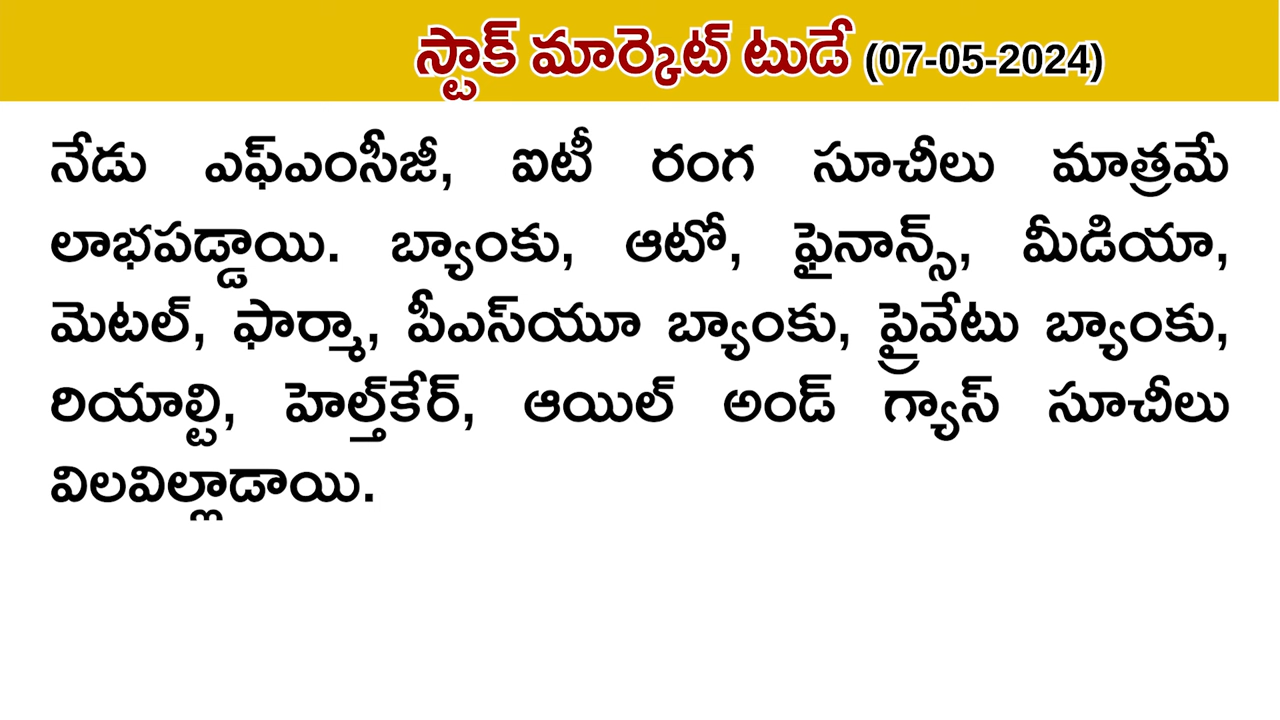 స్టాక్ మార్కెట్ టుడే (07-05-2024)
నేడు ఎఫ్ఎంసీజీ, ఐటీ రంగ సూచీలు మాత్రమే
లాభపడ్డాయి. బ్యాంకు, ఆటో, ఫైనాన్స్, మీడియా,
మెటల్, ఫార్మా, పీఎస్‌యూ బ్యాంకు, ప్రైవేటు బ్యాంకు,
రియాల్టి, హెల్త్‌కేర్, ఆయిల్ అండ్ గ్యాస్ సూచీలు
విలవిల్లాడాయి.